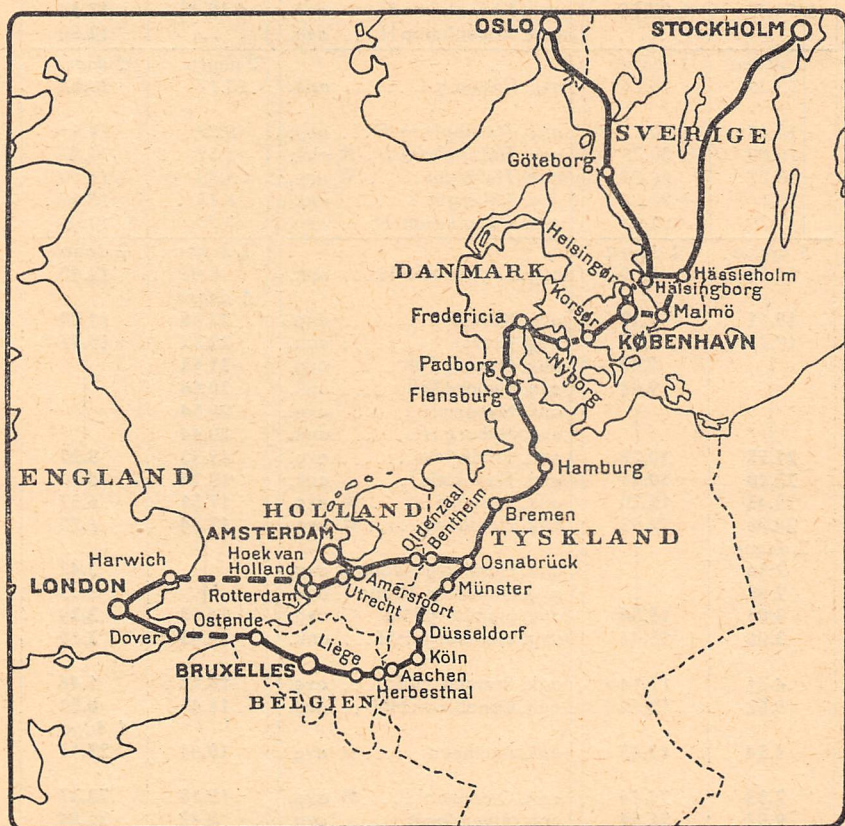 OSLO
STOCKHOLM
SVERIGE
Göteborg
Helsingør
DANMARK
Hässleholm
Hälsingborg
Korsør
Fredericia
Malmö
KØBENHAVN
Nyborg
Padborg
Flensburg
Hamburg
ENGLAND
HOLLAND
Oldenzaal
Bentheim
Bremen
AMSTERDAM
TYSKLAND
Harwich
Hoek van
Holland
Osnabrück
LONDON
Rotterdam
Utrecht
Amersfoort
Münster
Dover
Ostende
Liège
Düsseldorf
BRUXELLES
Köln
Aachen
Herbesthal
BELGIEN